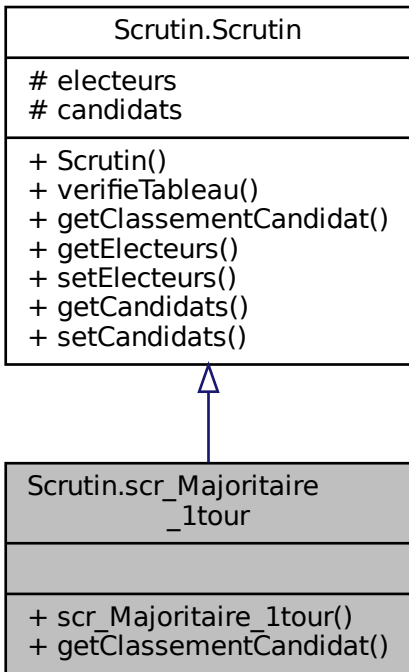 Scrutin.Scrutin
# electeurs
# candidats
+ Scrutin()
+ verifieTableau()
+ getClassementCandidat()
+ getElecteurs()
+ setElecteurs()
+ getCandidats()
+ setCandidats()
Scrutin.scr_Majoritaire
_1tour
+ scr_Majoritaire_1tour()
+ getClassementCandidat()